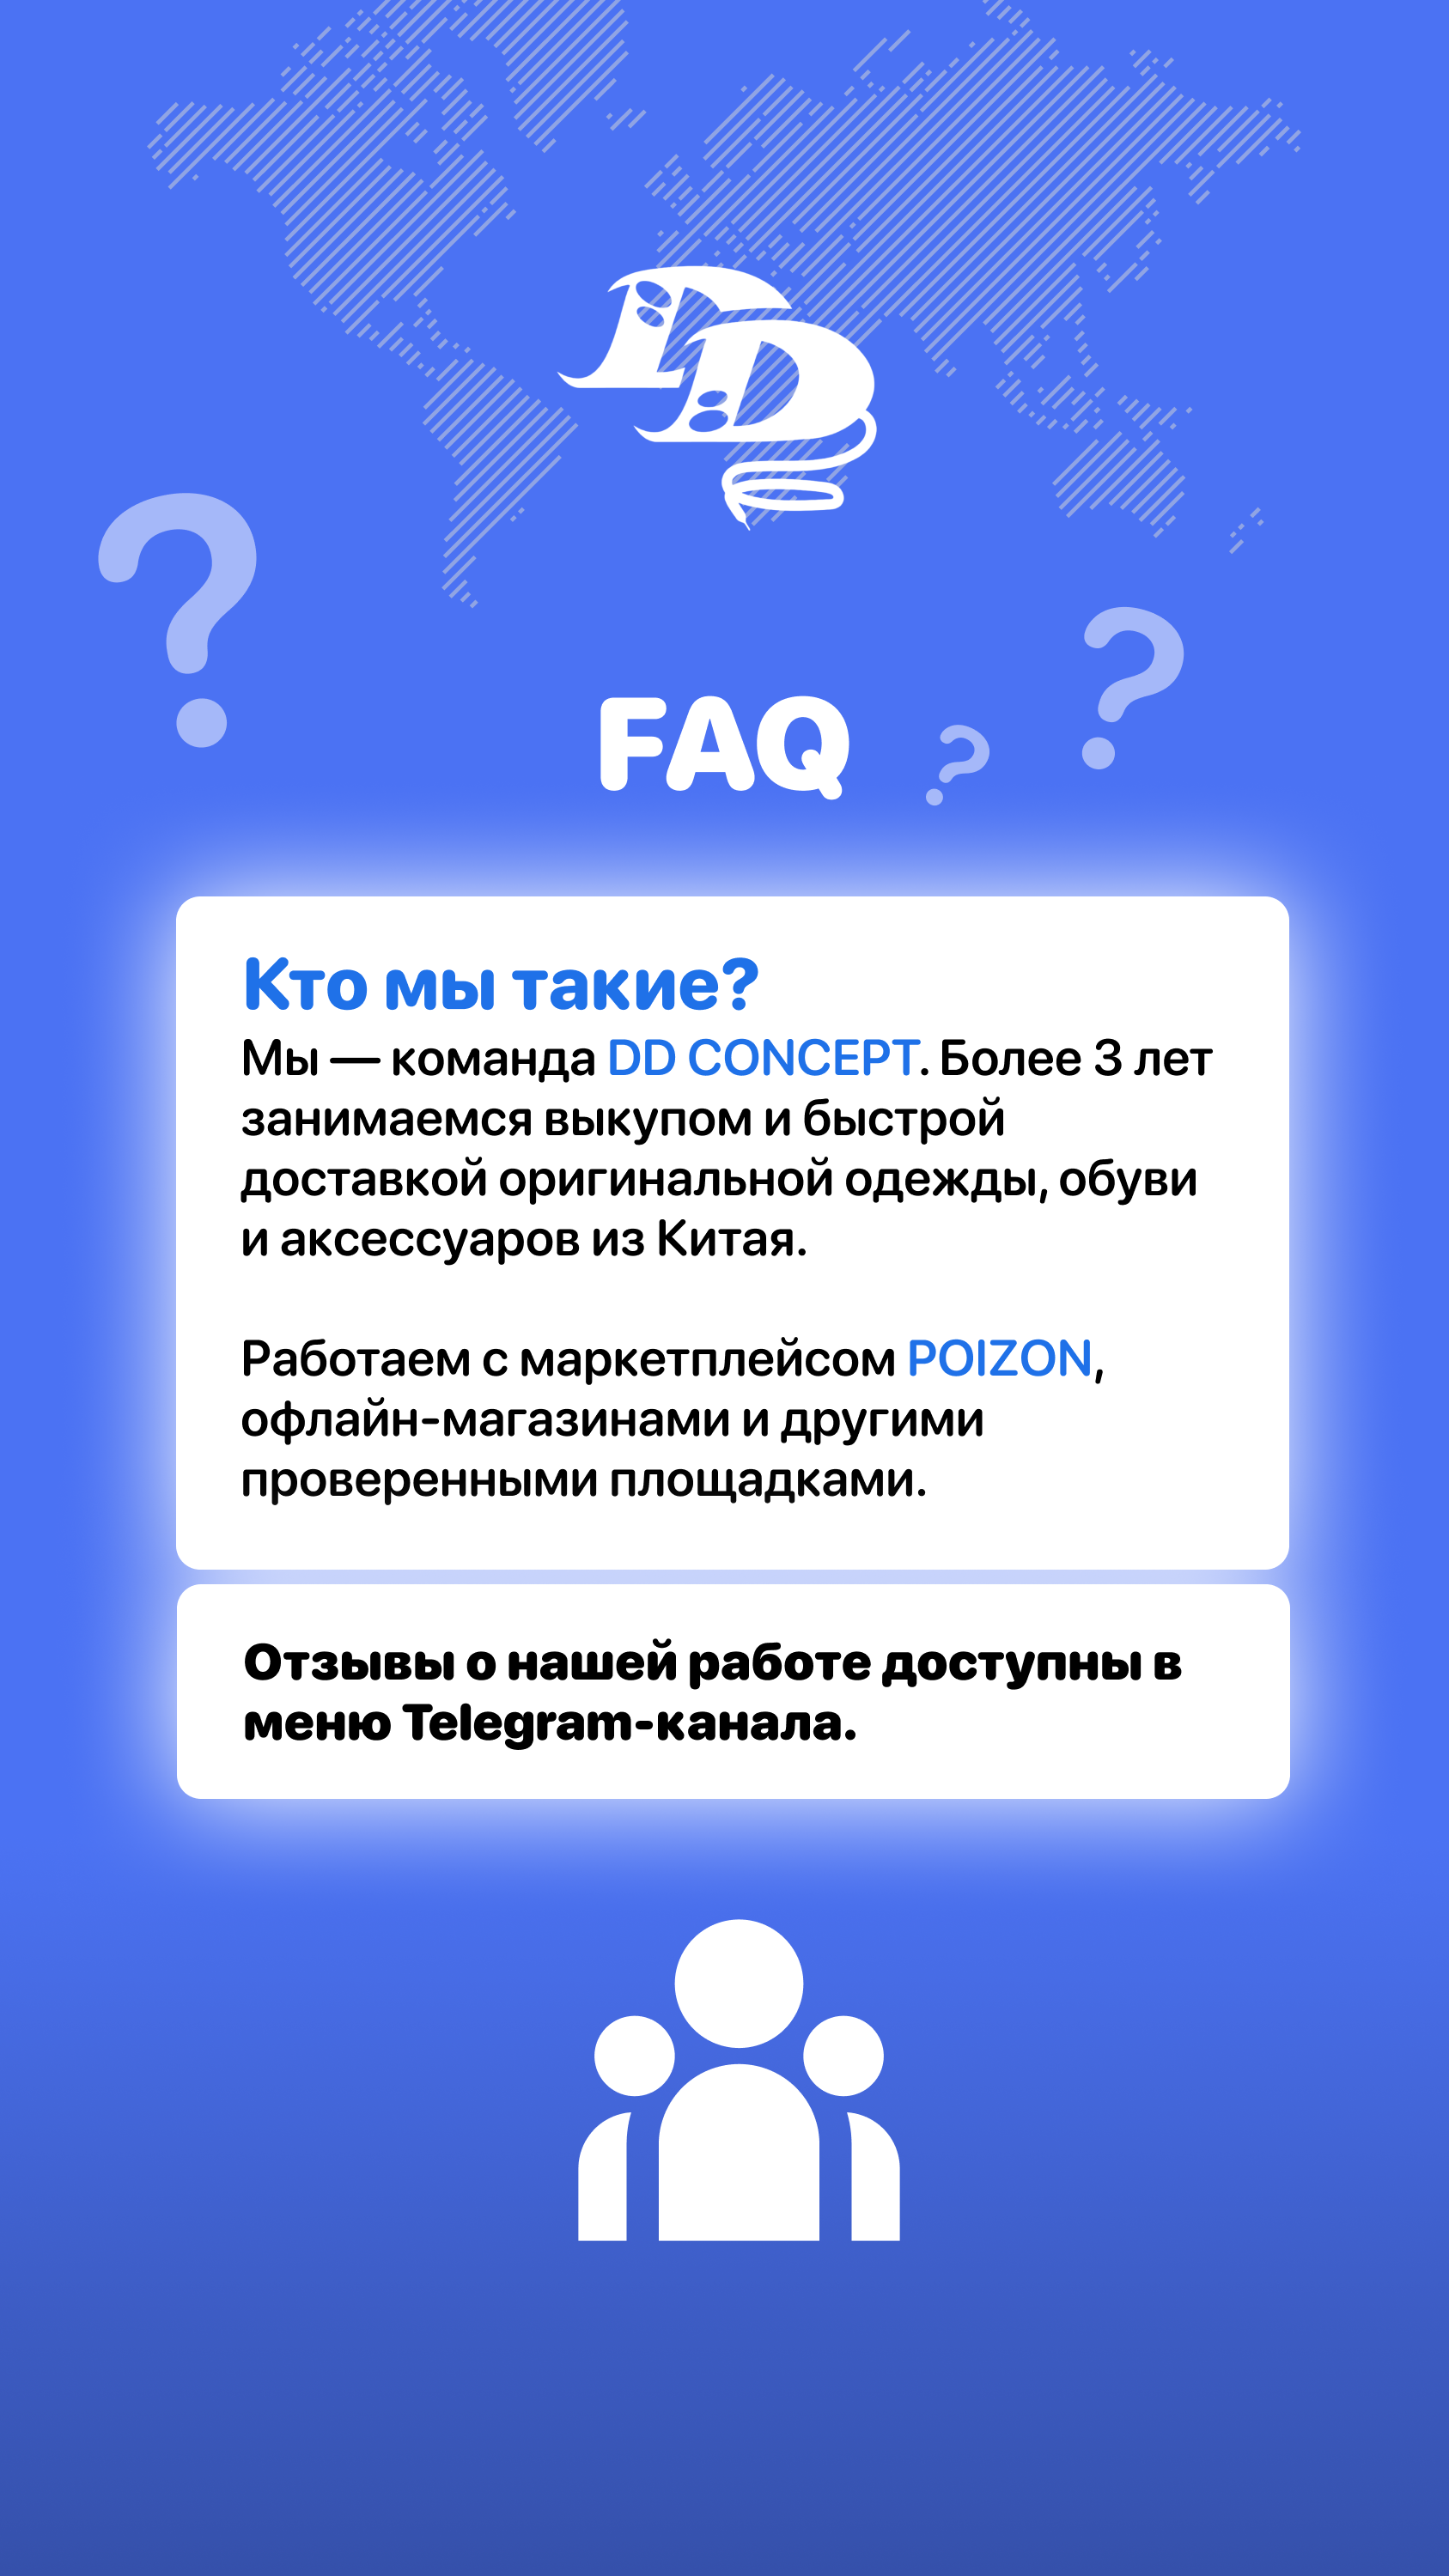 DD
FAQ
Кто мы такие?
Мы — команда DD CONCEPT. Более 3 лет
занимаемся выкупом и быстрой
доставкой оригинальной одежды, обуви
и аксессуаров из Китая.
Работаем с маркетплейсом POIZON,
офлайн-магазинами и другими
проверенными площадками.
Отзывы о нашей работе доступны в
меню Telegram-канала.